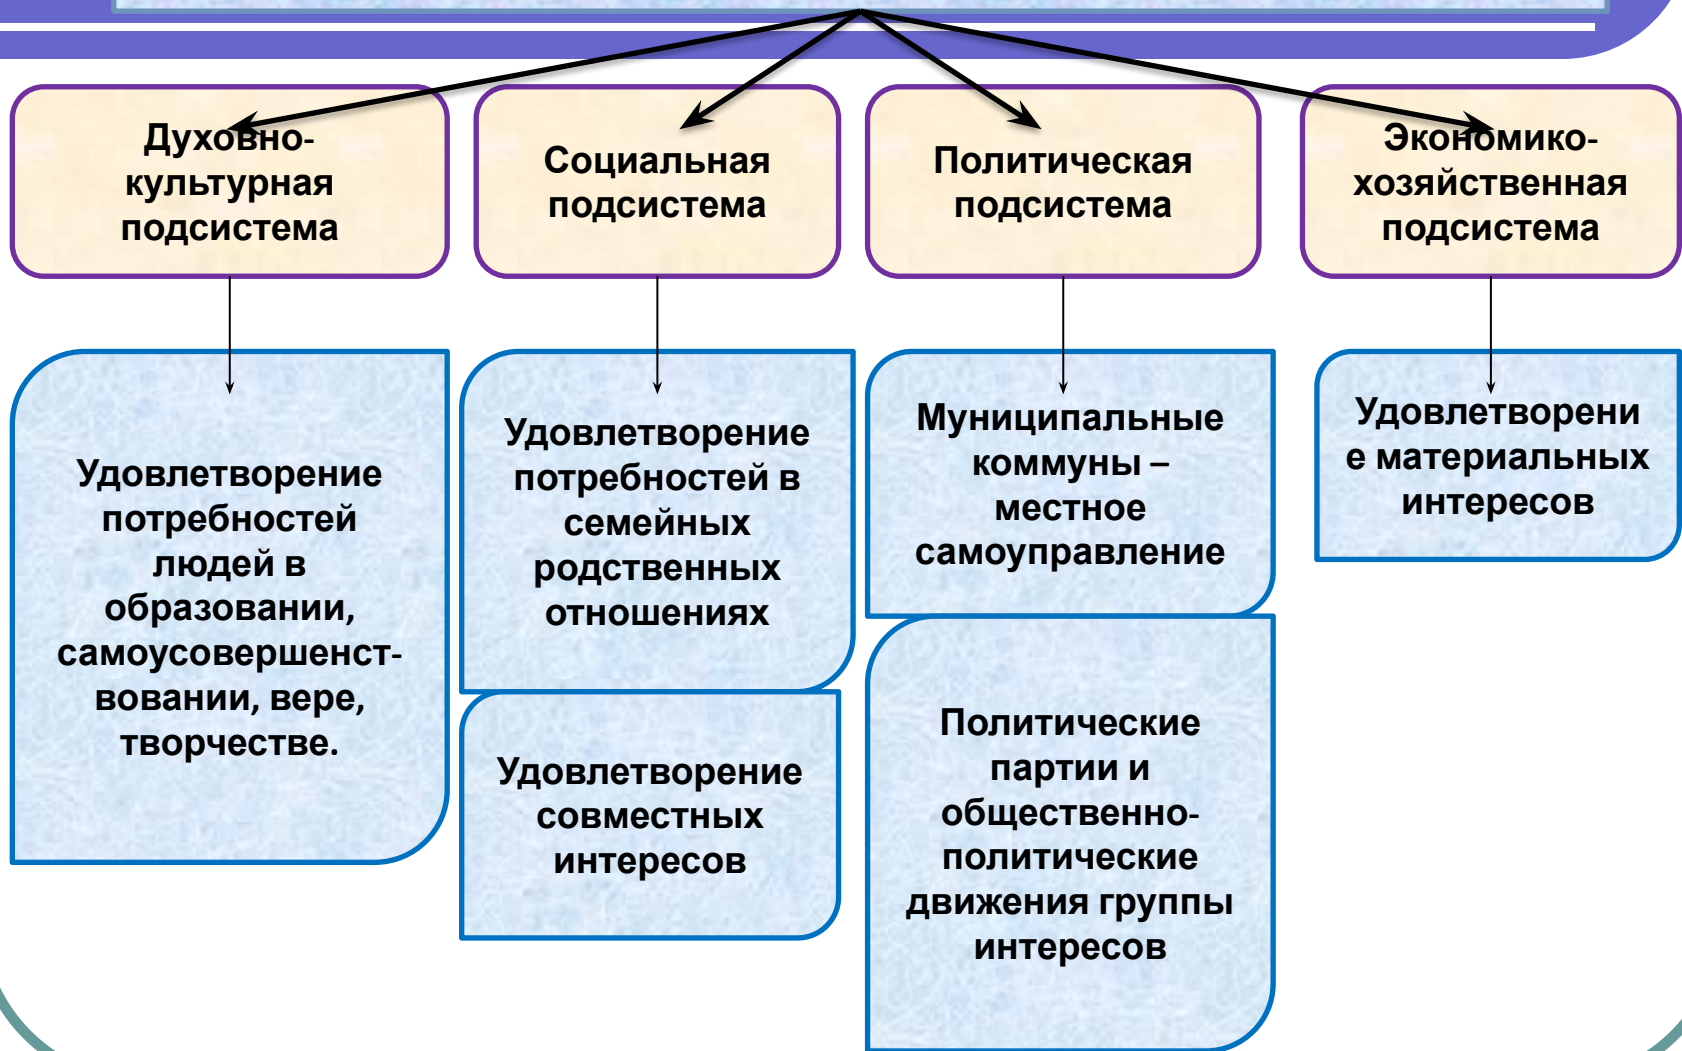 Духовно-
культурная
подсистема
Социальная
подсистема
Политическая
подсистема
Экономико-
хозяйственная
подсистема
Удовлетворение
потребностей
людей в
образовании,
самоусовершенст-
вовании, вере,
творчестве.
Удовлетворение
потребностей в
семейных
родственных
отношениях
Удовлетворение
совместных
интересов
Муниципальные
коммуны –
местное
самоуправление
Политические
партии и
общественно-
политические
движения группы
интересов
Удовлетворени
е материальных
интересов